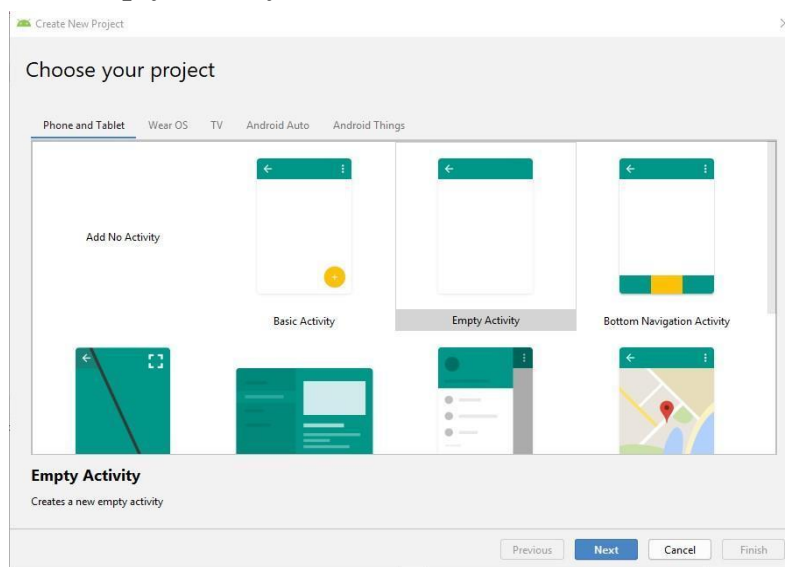 Create New Project
Choose your project
Phone and Tablet Wear OS TV Android Auto Android Things
Add No Activity
Basic Activity Empty Activity Bottom Navigation Activity
Empty Activity
Creates a new empty activity
Previous Next Cancel Finish